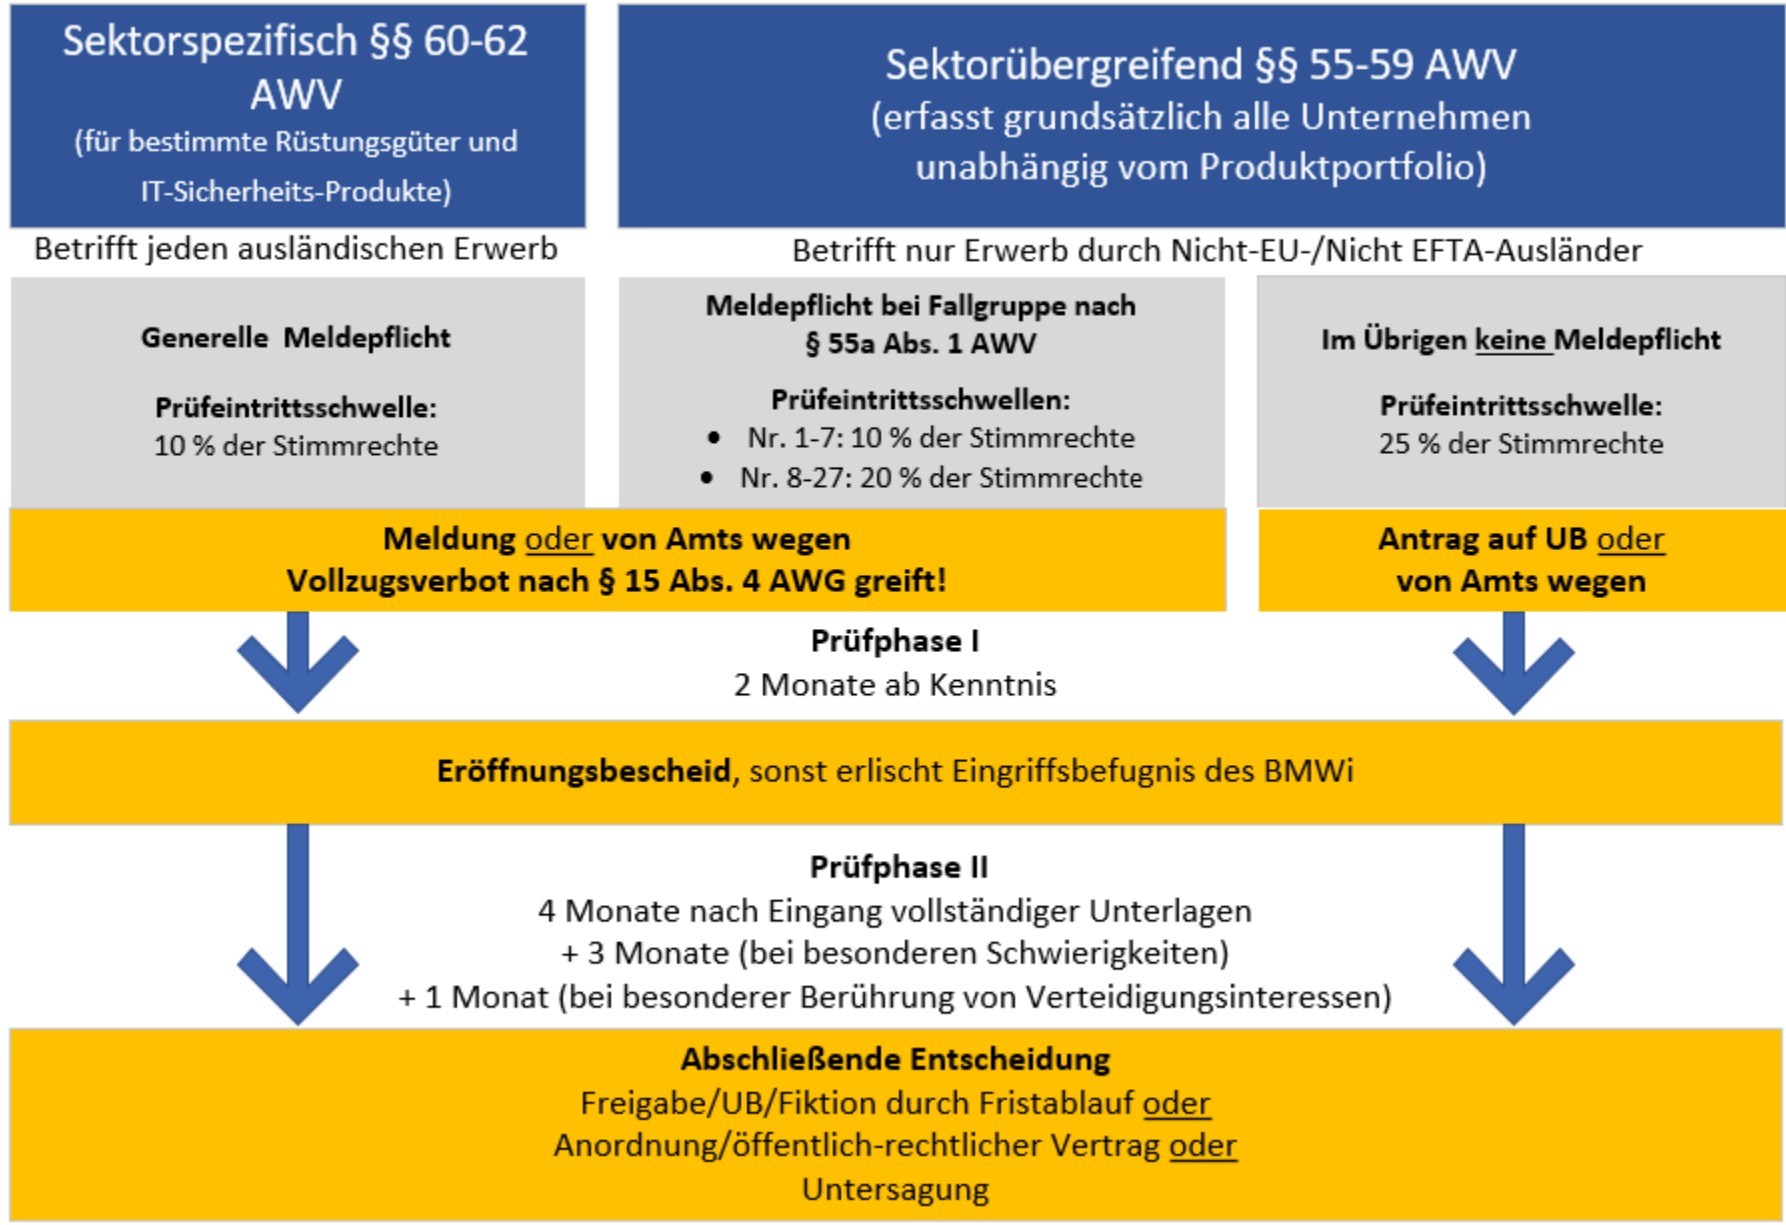 Sektorspezifisch §§ 60-62
AWV
(für bestimmte Rüstungsgüter und
IT-Sicherheits-Produkte)
Sektorübergreifend §§ 55-59 AWV
(erfasst grundsätzlich alle Unternehmen
unabhängig vom Produktportfolio)
Betrifft jeden ausländischen Erwerb
Betrifft nur Erwerb durch Nicht-EU-/Nicht EFTA-Ausländer
Generelle Meldepflicht
Prüfeintrittsschwelle:
10 % der Stimmrechte
Meldepflicht bei Fallgruppe nach
§ 55a Abs. 1 AWV
Prüfeintrittsschwellen:
• Nr. 1-7: 10 % der Stimmrechte
• Nr. 8-27: 20 % der Stimmrechte
Im Übrigen keine Meldepflicht
Prüfeintrittsschwelle:
25 % der Stimmrechte
Meldung oder von Amts wegen
Vollzugsverbot nach § 15 Abs. 4 AWG greift!
Antrag auf UB oder
von Amts wegen
Prüfphase I
2 Monate ab Kenntnis
Eröffnungsbescheid, sonst erlischt Eingriffsbefugnis des BMWi
Prüfphase II
4 Monate nach Eingang vollständiger Unterlagen
+ 3 Monate (bei besonderen Schwierigkeiten)
+ 1 Monat (bei besonderer Berührung von Verteidigungsinteressen)
Abschließende Entscheidung
Freigabe/UB/Fiktion durch Fristablauf oder
Anordnung/öffentlich-rechtlicher Vertrag oder
Untersagung